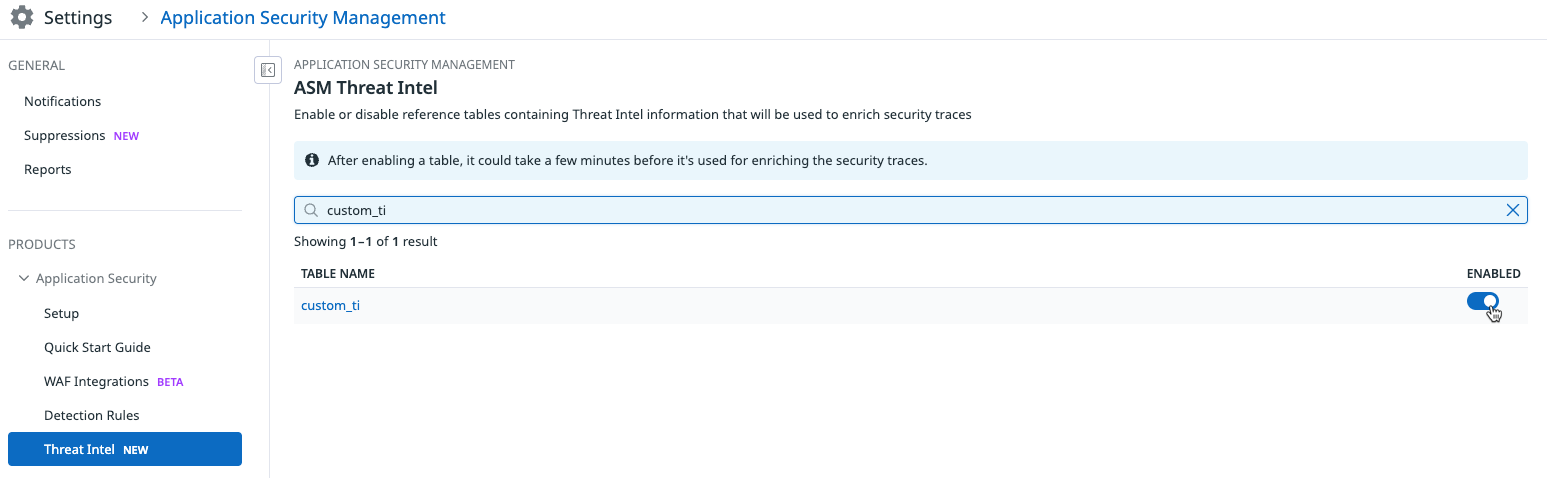 Settings > Application Security Management
GENERAL
Notifications
Suppressions NEW
Reports
PRODUCTS
Application Security
Setup
Quick Start Guide
WAF Integrations BETA
Detection Rules
Threat Intel NEW
APPLICATION SECURITY MANAGEMENT
ASM Threat Intel
Enable or disable reference tables containing Threat Intel information that will be used to enrich security traces
After enabling a table, it could take a few minutes before it's used for enriching the security traces.
custom_ti
Showing 1–1 of 1 result
TABLE NAME ENABLED
custom_ti